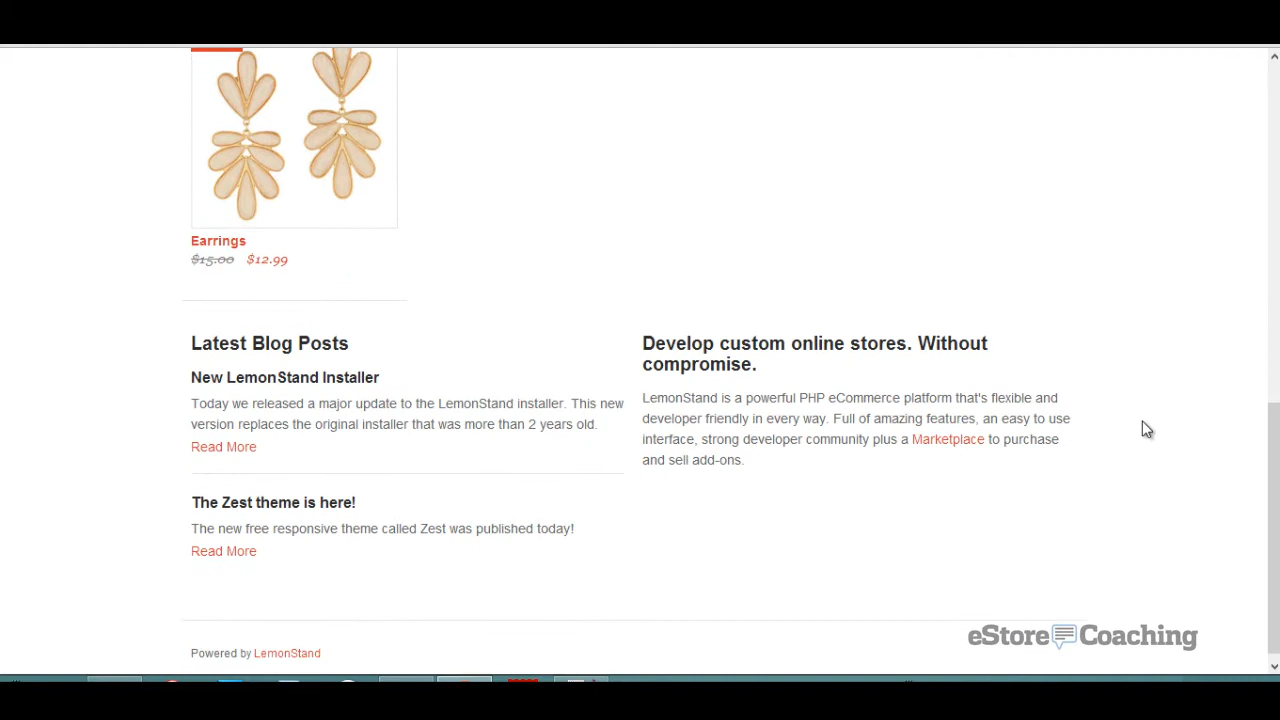 Earrings
$15.00 $12.99
Latest Blog Posts
New LemonStand Installer
Today we released a major update to the LemonStand installer. This new
version replaces the original installer that was more than 2 years old.
Read More
The Zest theme is here!
The new free responsive theme called Zest was published today!
Read More
Develop custom online stores. Without
compromise.
LemonStand is a powerful PHP eCommerce platform that's flexible and
developer friendly in every way. Full of amazing features, an easy to use
interface, strong developer community plus a Marketplace to purchase
and sell add-ons.
Powered by LemonStand
eStore Coaching